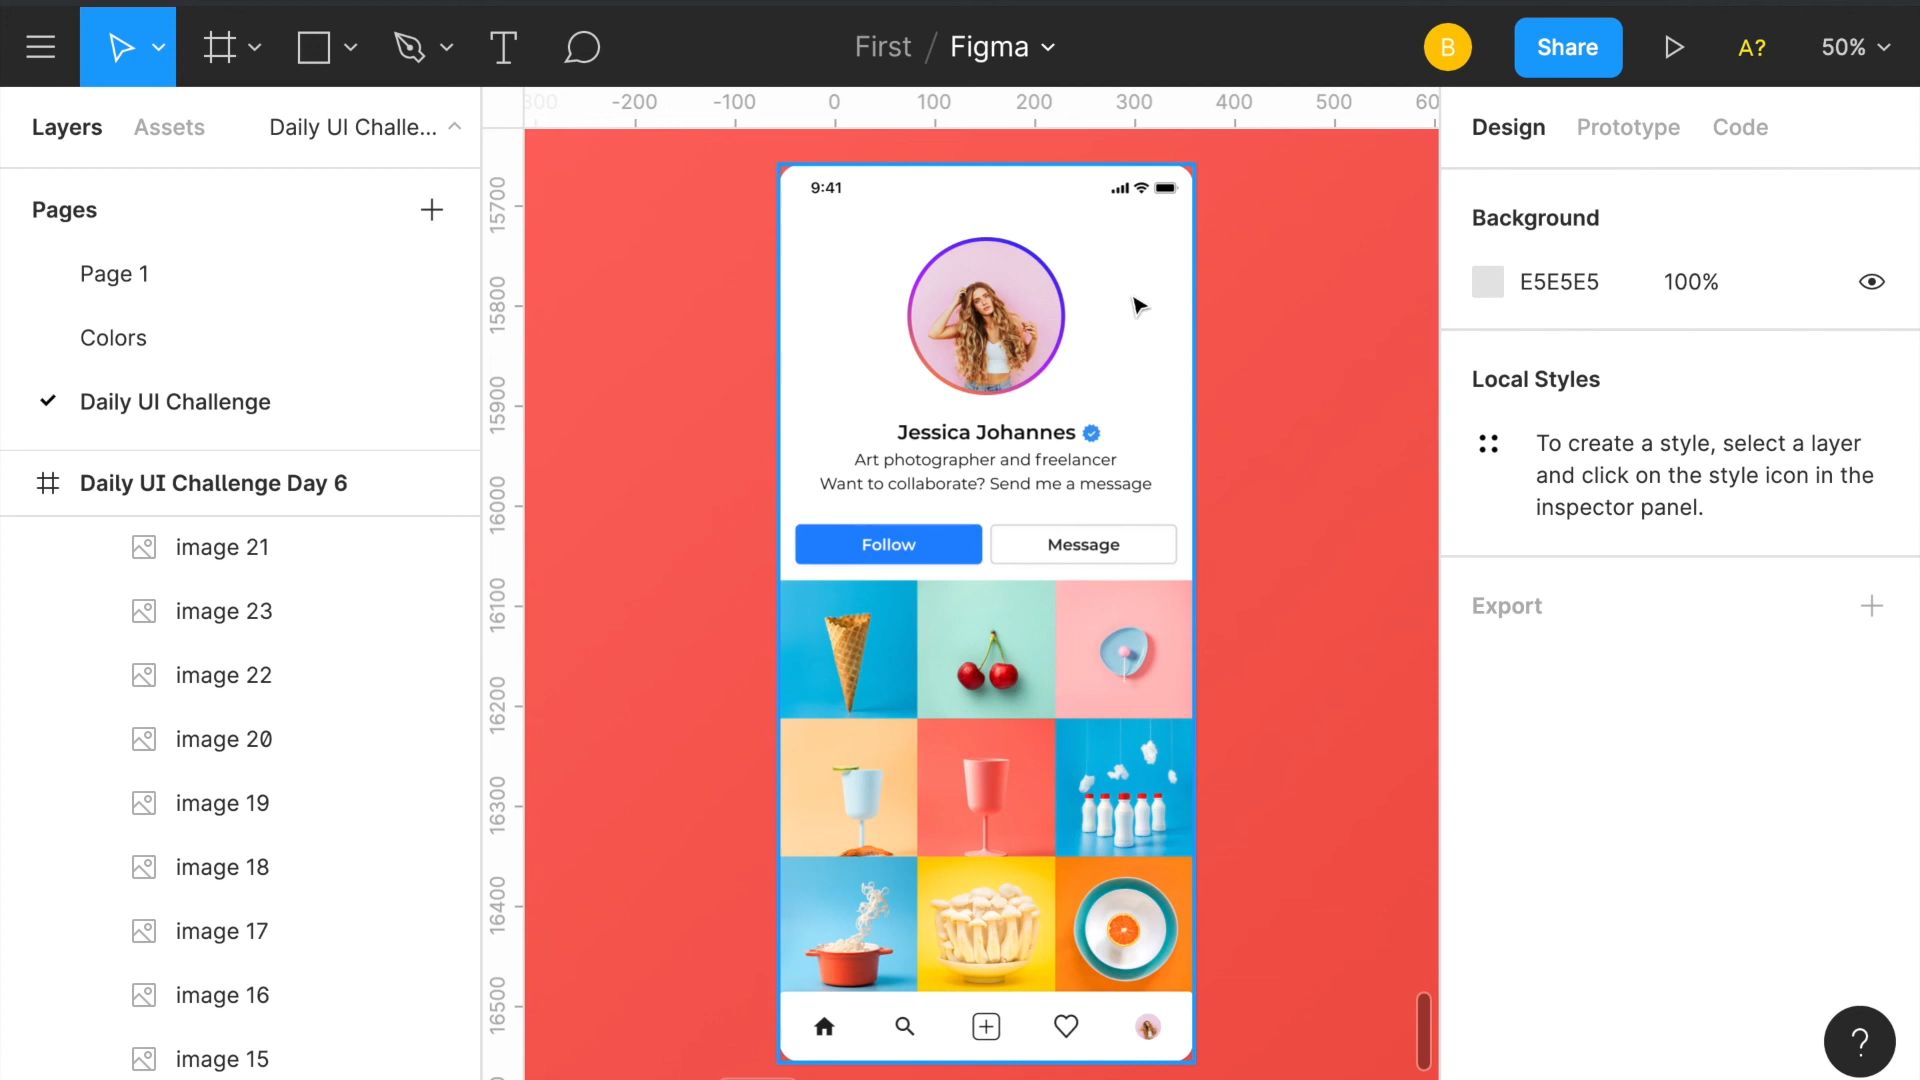 First / Figma
B
Share
A?
50%
Layers
Assets
Daily UI Challe...
300 -200 -100 0 100 200 300 400 500 60
Design
Prototype
Code
Pages
Page 1
Colors
Daily UI Challenge
Daily UI Challenge Day 6
image 21
image 23
image 22
image 20
image 19
image 18
image 17
image 16
image 15
15700
15800
15900
16000
16100
16200
16300
16400
16500
9:41
Jessica Johannes
Art photographer and freelancer
Want to collaborate? Send me a message
Follow
Message
Background
E5E5E5
100%
Local Styles
To create a style, select a layer
and click on the style icon in the
inspector panel.
Export
?